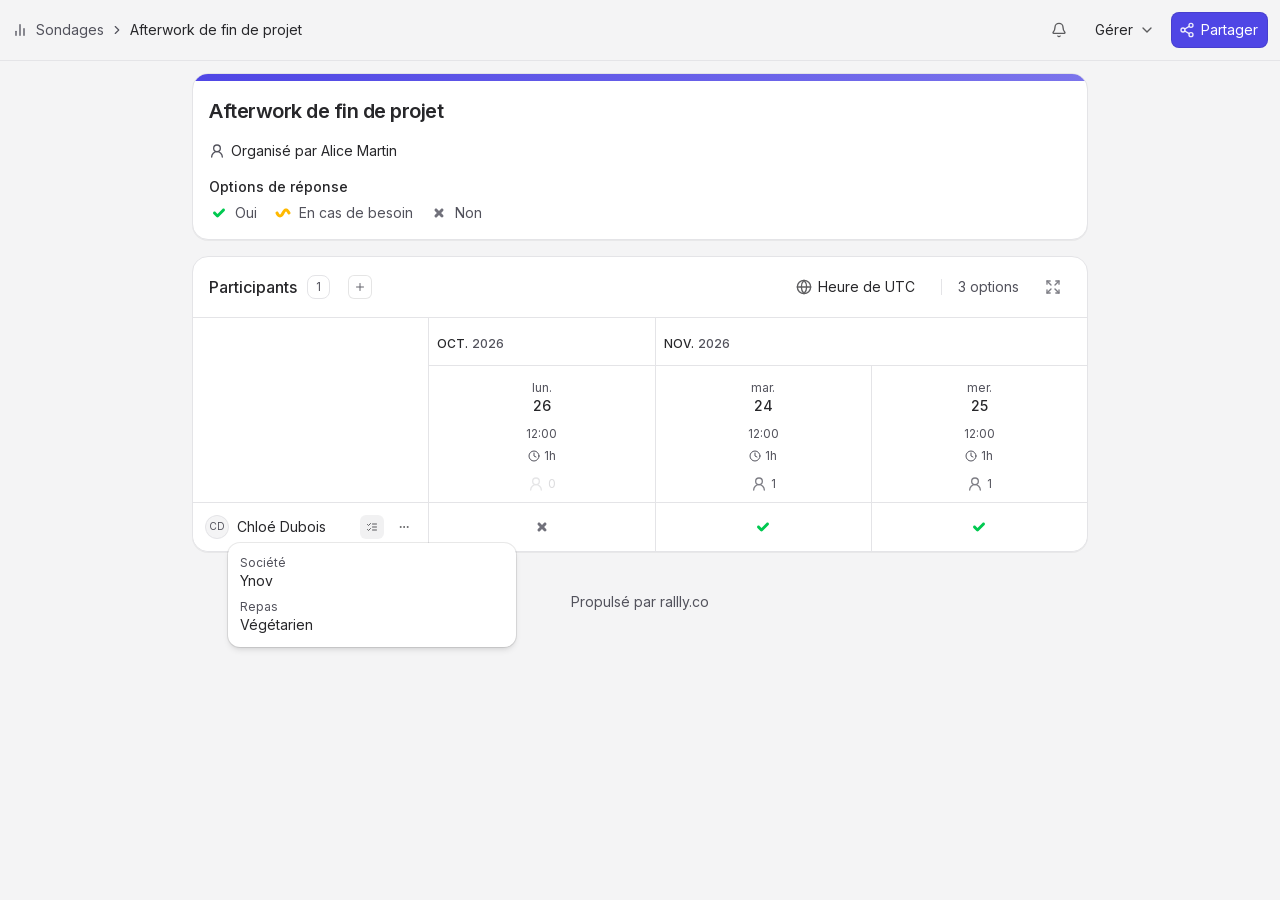 Sondages > Afterwork de fin de projet
Gérer
Partager
Afterwork de fin de projet
Organisé par Alice Martin
Options de réponse
Oui En cas de besoin Non
Participants 1
Heure de UTC
3 options
OCT. 2026
NOV. 2026
lun.
26
12:00
1h
0
mar.
24
12:00
1h
1
mer.
25
12:00
1h
1
CD Chloé Dubois
Société
Ynov
Repas
Végétarien
Propulsé par rallly.co